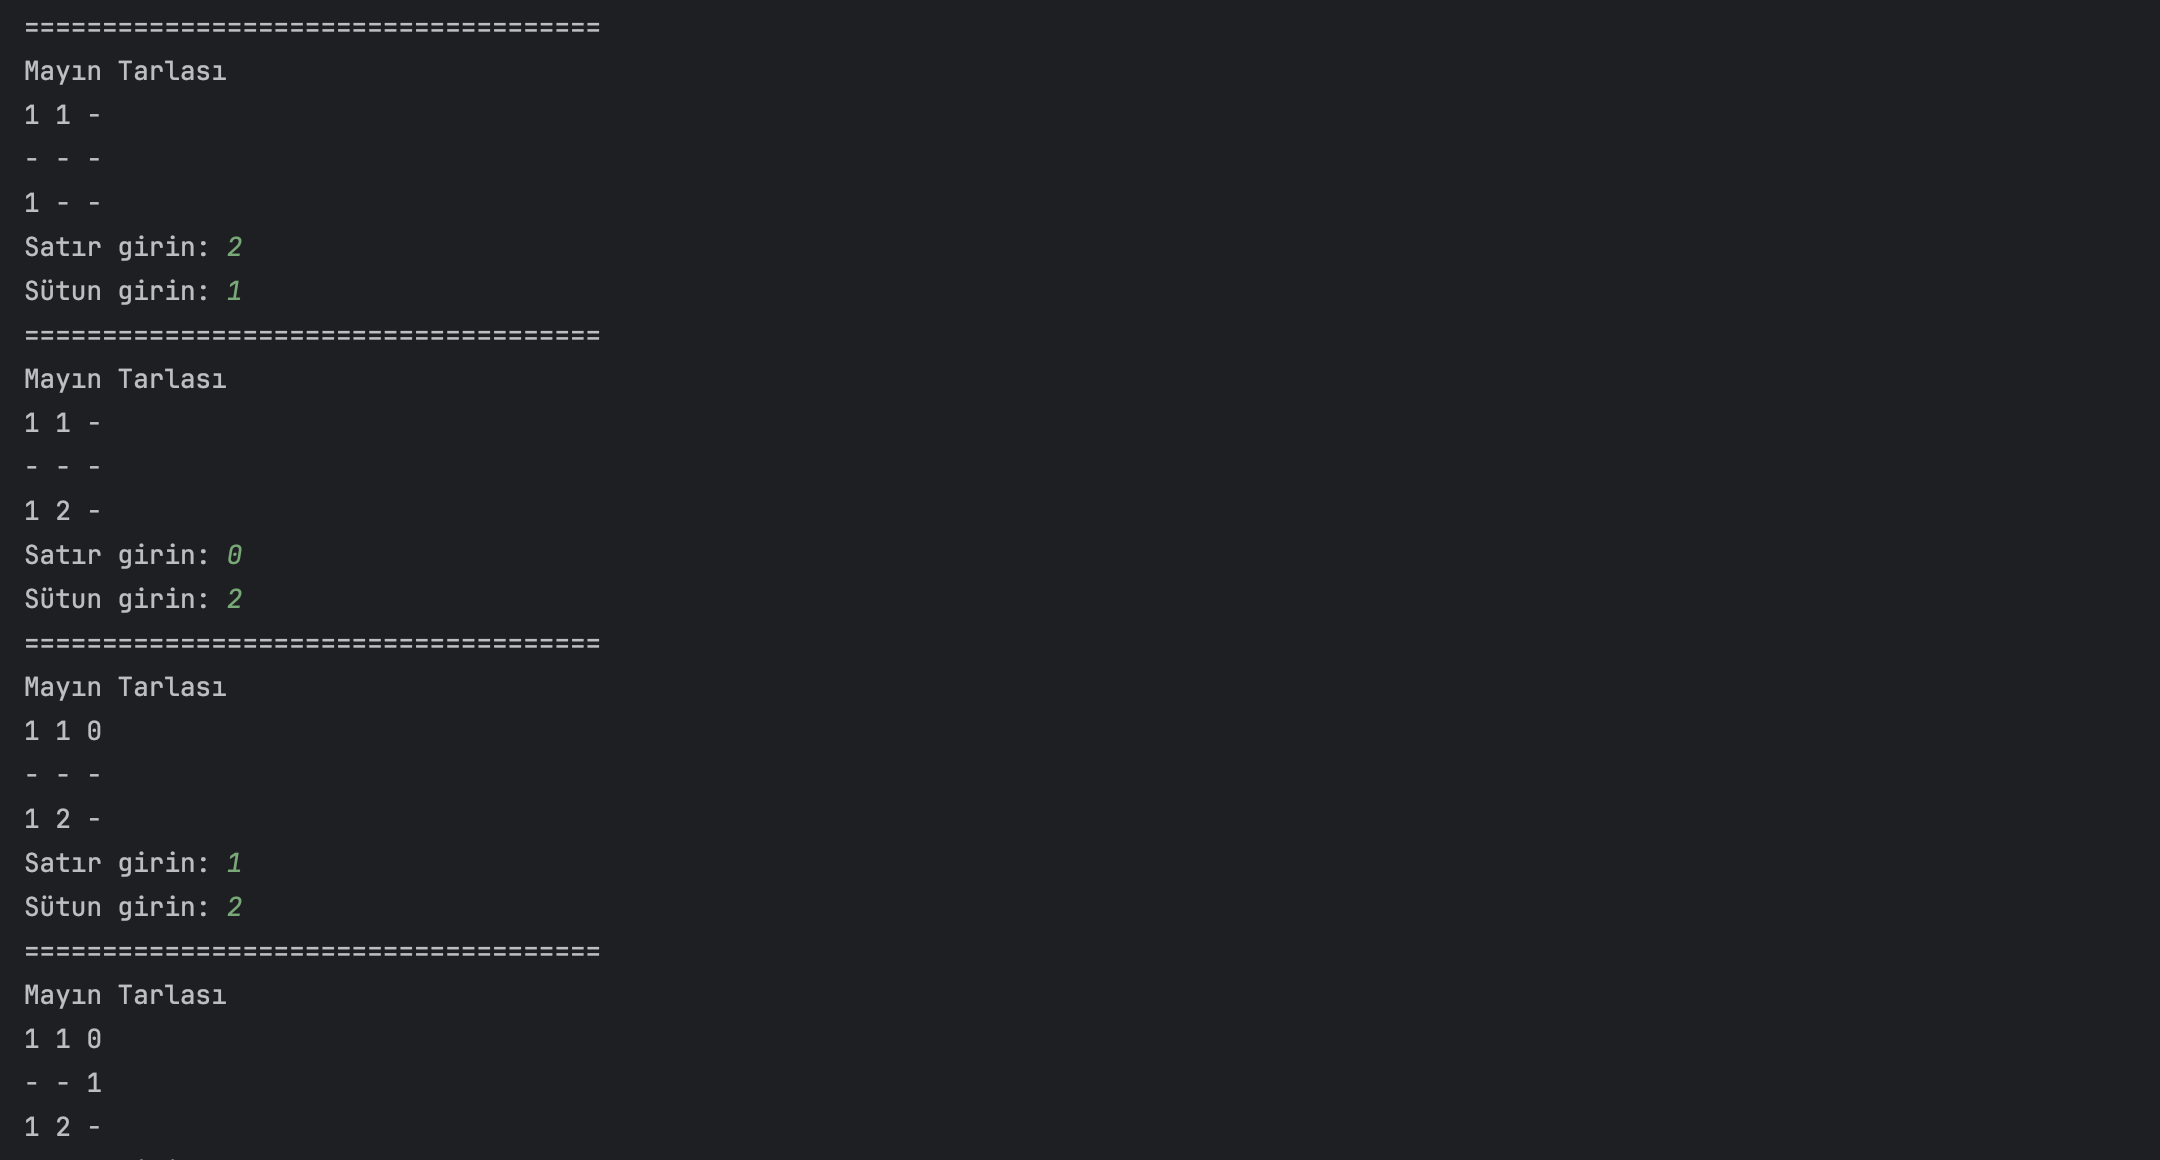 =====================================
Mayın Tarlası
1 1 -
- - -
1 - -
Satır girin: 2
Sütun girin: 1
=====================================
Mayın Tarlası
1 1 -
- - -
1 2 -
Satır girin: 0
Sütun girin: 2
=====================================
Mayın Tarlası
1 1 0
- - -
1 2 -
Satır girin: 1
Sütun girin: 2
=====================================
Mayın Tarlası
1 1 0
- - 1
1 2 -